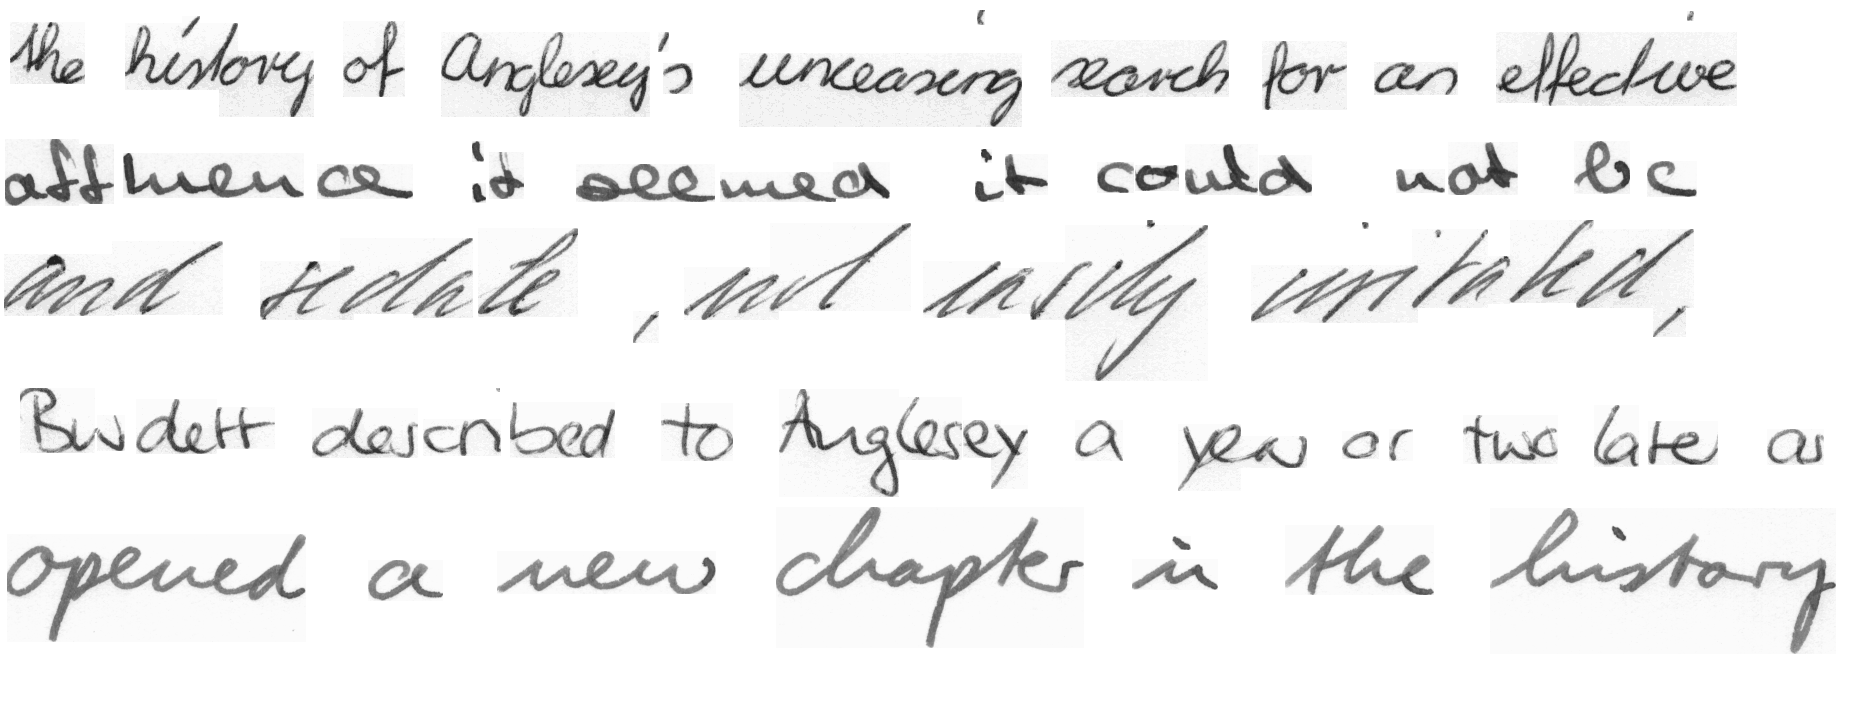 the history of Anglesey's unceasing search for an effective
affluence it seemed it could not be
and sedate, not easily irritated,
Burdett described to Anglesey a year or two late as
opened a new chapter in the history